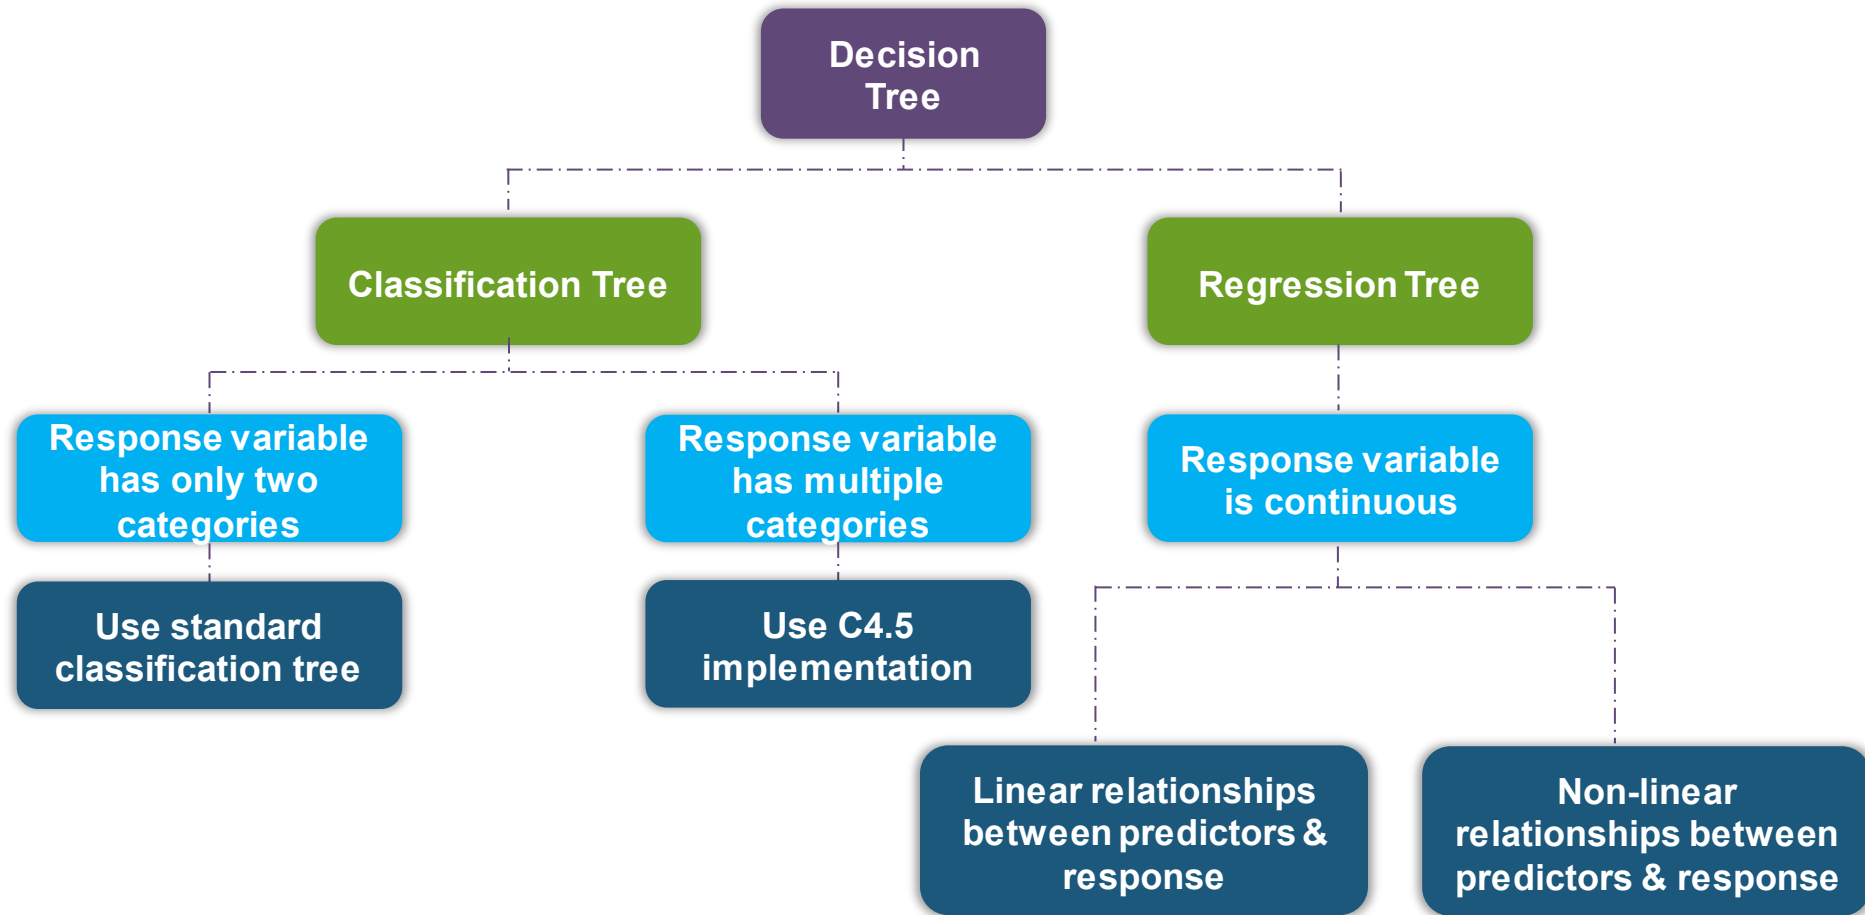 Decision
Tree
Classification Tree
Regression Tree
Response variable
has only two
categories
Response variable
has multiple
categories
Response variable
is continuous
Use standard
classification tree
Use C4.5
implementation
Linear relationships
between predictors &
response
Non-linear
relationships between
predictors & response